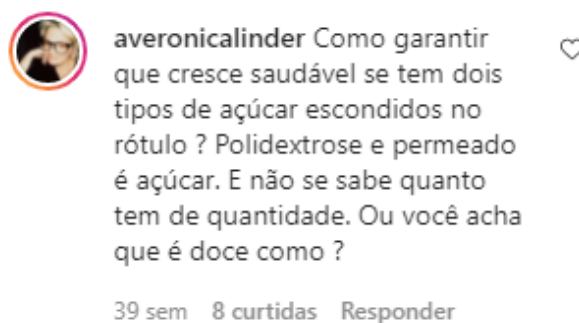 averonicalinder Como garantir
que cresce saudável se tem dois
tipos de açúcar escondidos no
rótulo ? Polidextrose e permeado
é açúcar. E não se sabe quanto
tem de quantidade. Ou você acha
que é doce como ?
39 sem 8 curtidas Responder